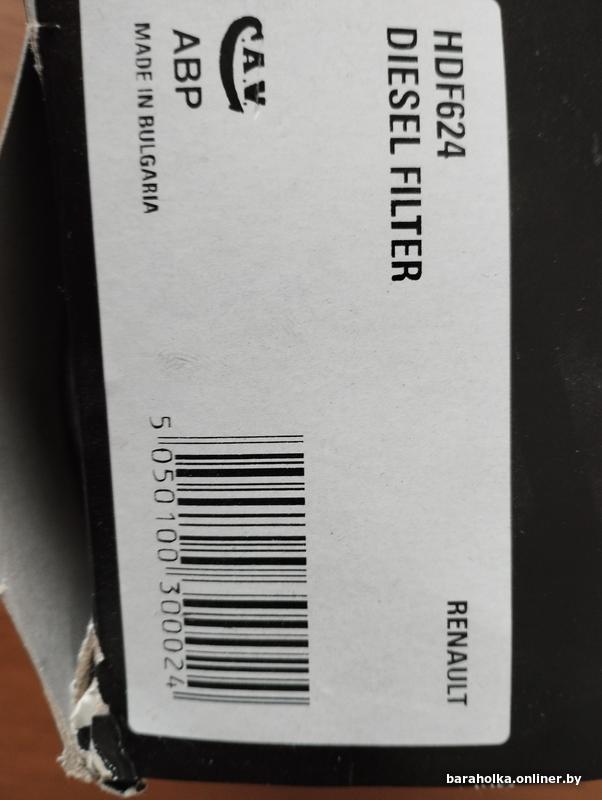 HDF624
DIESEL FILTER
RENAULT
C.A.V.
ABP
MADE IN BULGARIA
5 050100 300024
baraholka.onliner.by